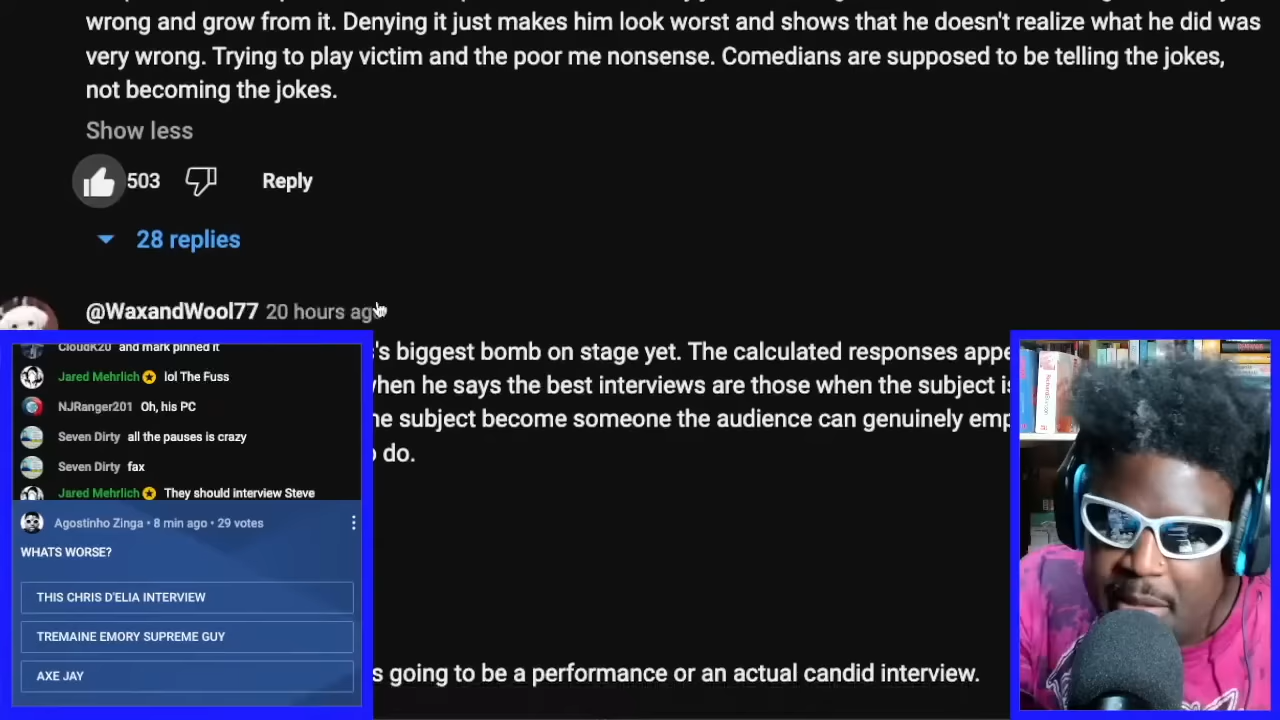 wrong and grow from it. Denying it just makes him look worst and shows that he doesn't realize what he did was
very wrong. Trying to play victim and the poor me nonsense. Comedians are supposed to be telling the jokes,
not becoming the jokes.
Show less
503 Reply
28 replies
@WaxandWool77 20 hours ago
's biggest bomb on stage yet. The calculated responses appe
when he says the best interviews are those when the subject is
he subject become someone the audience can genuinely emp
do.
s going to be a performance or an actual candid interview.
CloudK20 and mark pinned it
Jared Mehrlich lol The Fuss
NJRanger201 Oh, his PC
Seven Dirty all the pauses is crazy
Seven Dirty fax
Jared Mehrlich They should interview Steve
Agostinho Zinga • 8 min ago • 29 votes
WHATS WORSE?
THIS CHRIS D'ELIA INTERVIEW
TREMAINE EMORY SUPREME GUY
AXE JAY